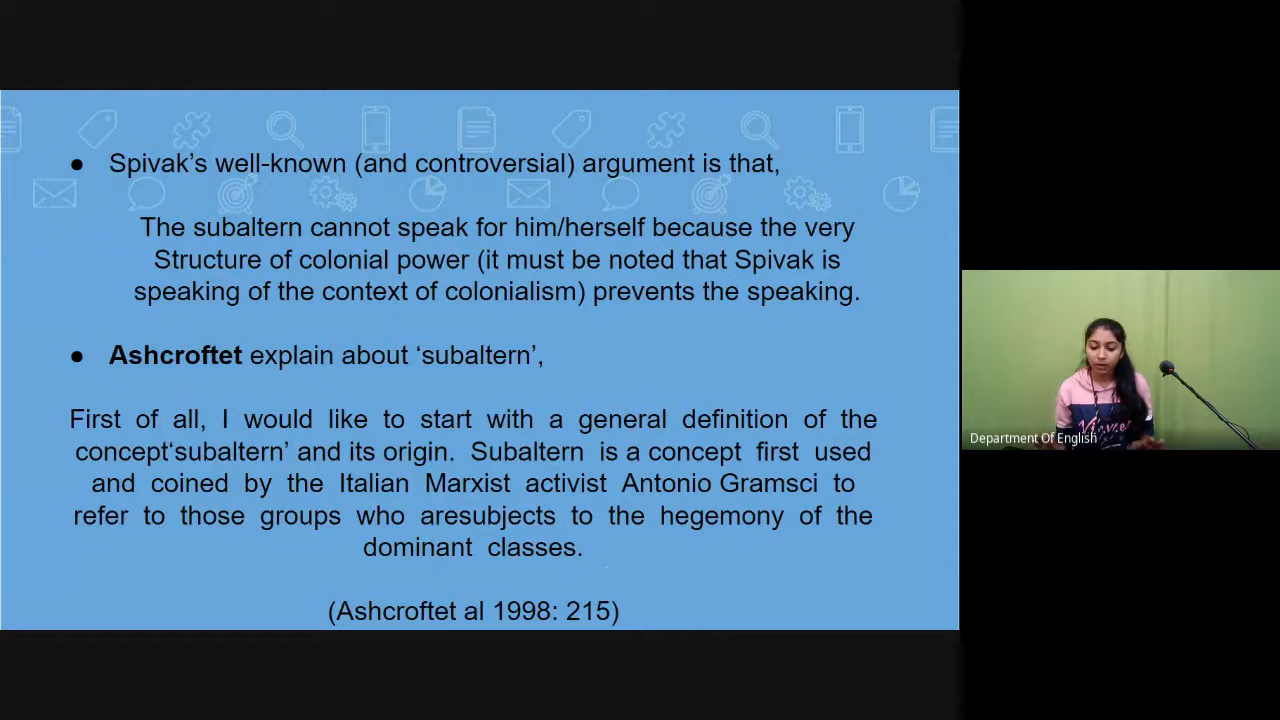 ● Spivak’s well-known (and controversial) argument is that,
The subaltern cannot speak for him/herself because the very
Structure of colonial power (it must be noted that Spivak is
speaking of the context of colonialism) prevents the speaking.
● Ashcroftet explain about ‘subaltern’,
First of all, I would like to start with a general definition of the
concept‘subaltern’ and its origin. Subaltern is a concept first used
and coined by the Italian Marxist activist Antonio Gramsci to
refer to those groups who aresubjects to the hegemony of the
dominant classes.
(Ashcroftet al 1998: 215)
Department Of English